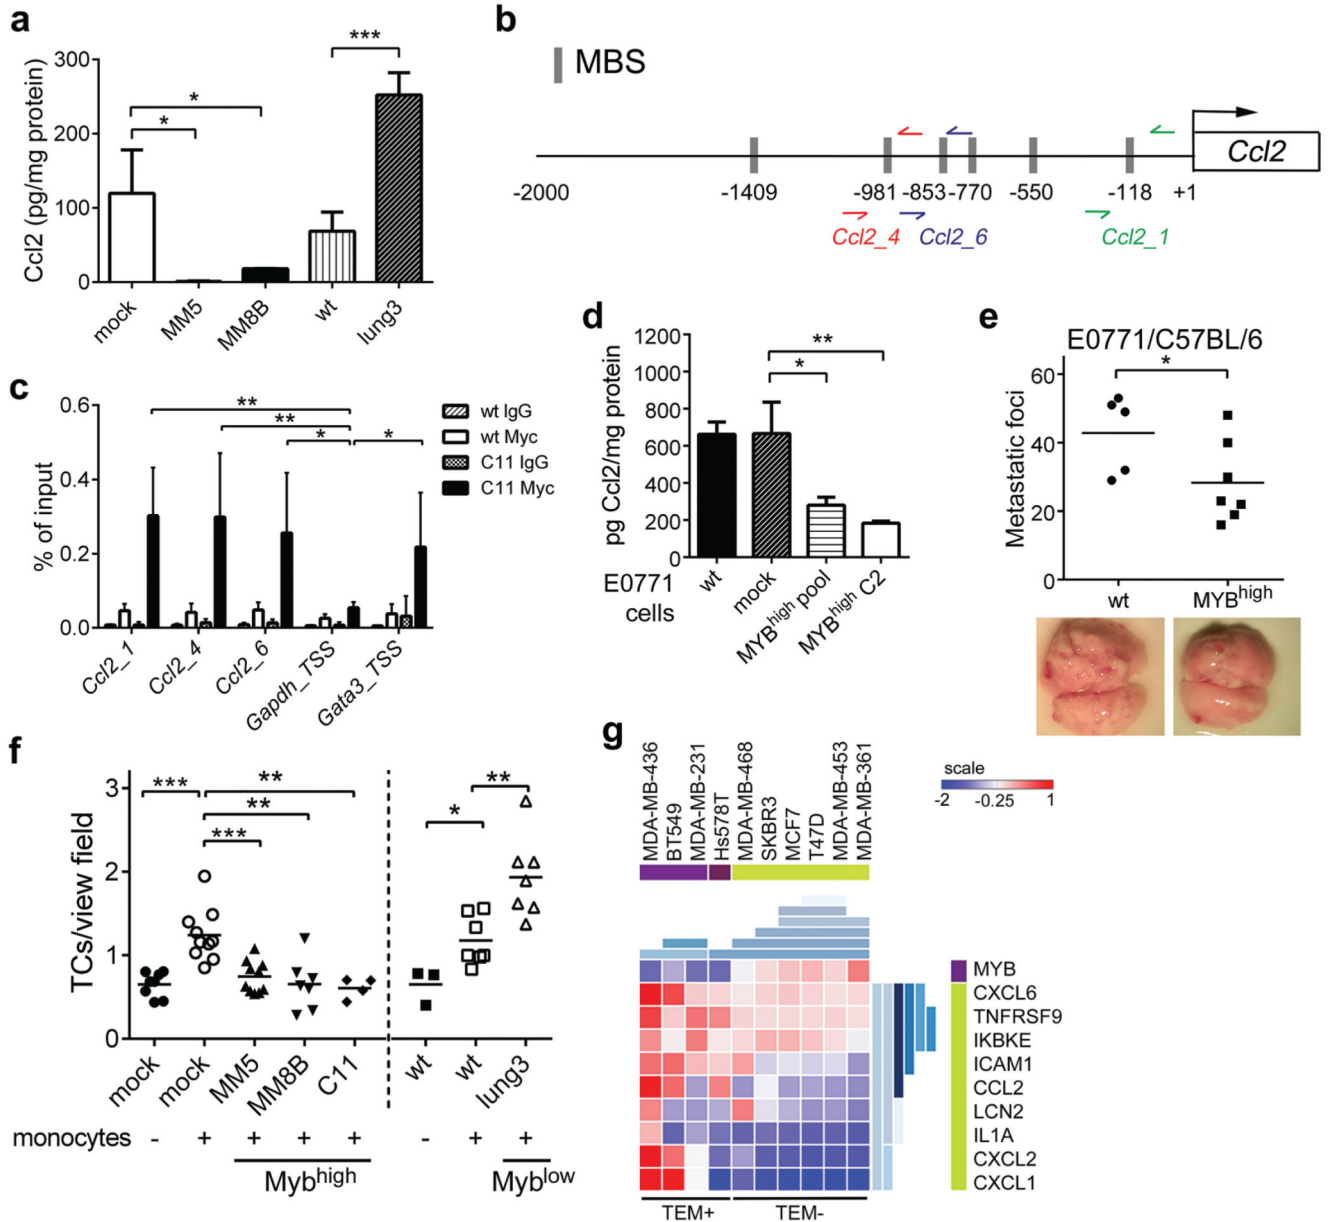 a
Ccl2 (pg/mg protein)
300
200
100
0
*
*
***
mock
MM5
MM8B
wt
lung3
b
MBS
Ccl2
-2000
-1409
-981
-853
-770
-550
-118
+1
Ccl2_4
Ccl2_6
Ccl2_1
c
% of input
0.6
0.4
0.2
0.0
**
**
*
*
wt IgG
wt Myc
C11 IgG
C11 Myc
Ccl2_1
Ccl2_4
Ccl2_6
Gapdh_TSS
Gata3_TSS
d
pg Ccl2/mg protein
1200
1000
800
600
400
200
0
**
*
E0771
cells
wt
mock
MYBhigh pool
MYBhigh C2
e
E0771/C57BL/6
Metastatic foci
60
40
20
0
*
wt
MYBhigh
f
TCs/view field
3
2
1
0
***
**
**
***
*
**
mock
mock
MM5
MM8B
C11
wt
wt
lung3
monocytes - + + + + - + +
Mybhigh
Myblow
g
MDA-MB-436
BT549
MDA-MB-231
Hs578T
MDA-MB-468
SKBR3
MCF7
T47D
MDA-MB-453
MDA-MB-361
scale
-2 -0.25 1
MYB
CXCL6
TNFRSF9
IKBKE
ICAM1
CCL2
LCN2
IL1A
CXCL2
CXCL1
TEM+
TEM-